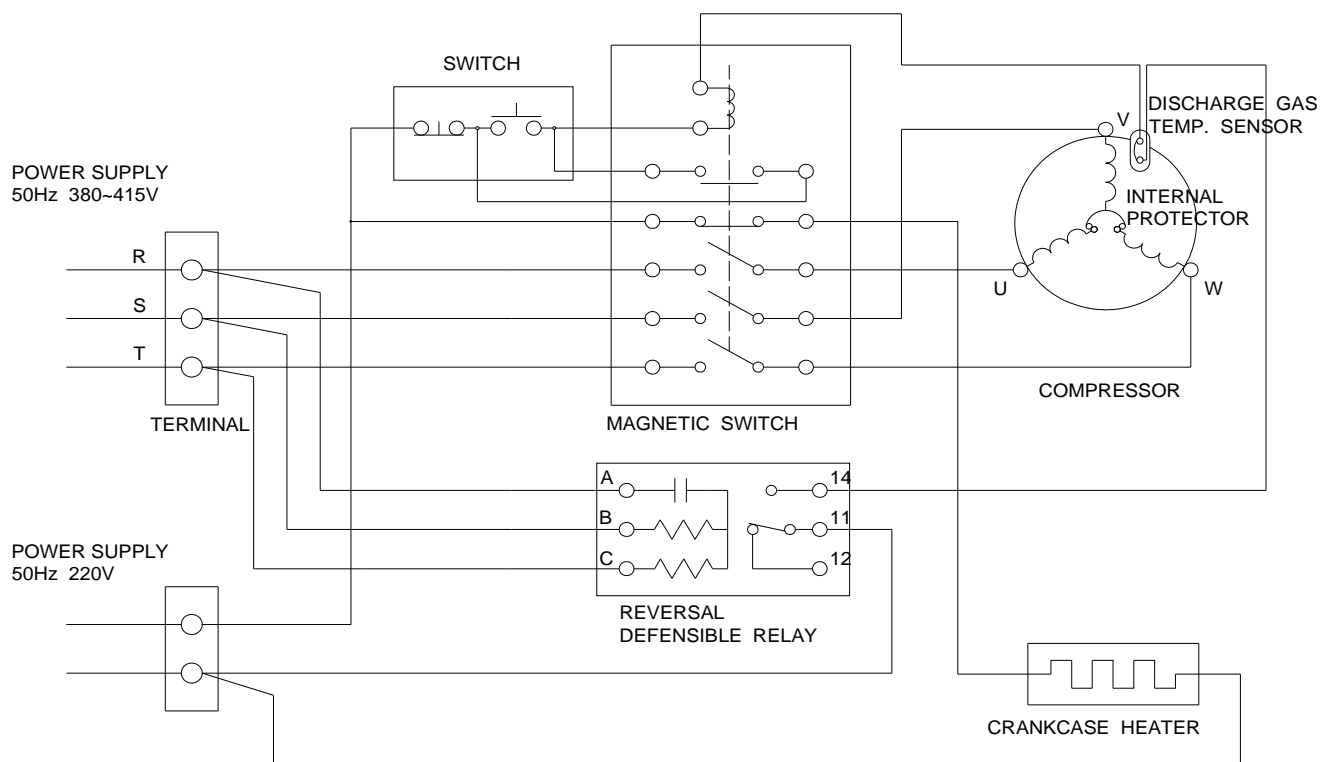 SWITCH
DISCHARGE GAS
TEMP. SENSOR
V
POWER SUPPLY
50Hz 380~415V
INTERNAL
PROTECTOR
R
S
T
U
W
TERMINAL
MAGNETIC SWITCH
COMPRESSOR
A
14
B
11
C
12
POWER SUPPLY
50Hz 220V
REVERSAL
DEFENSIBLE RELAY
CRANKCASE HEATER